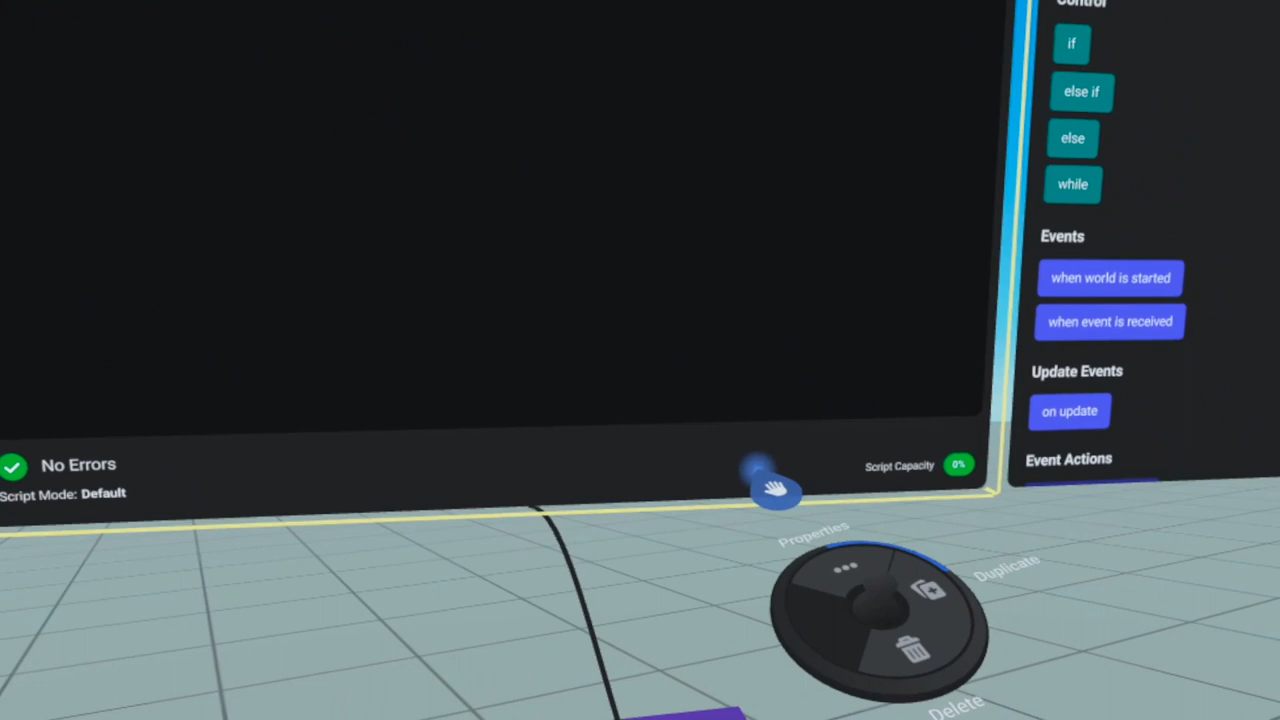 Control
if
else if
else
while
Events
when world is started
when event is received
Update Events
on update
Event Actions
No Errors
Script Mode: Default
Script Capacity 0%
Properties
Duplicate
Delete